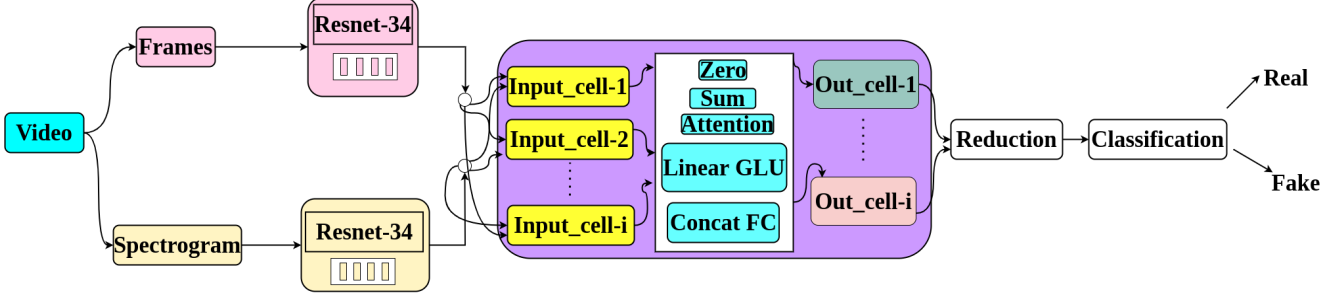 Video
Frames
Resnet-34
Spectrogram
Resnet-34
Input_cell-1
Input_cell-2
Input_cell-i
Zero
Sum
Attention
Linear GLU
Concat FC
Out_cell-1
Out_cell-i
Reduction
Classification
Real
Fake